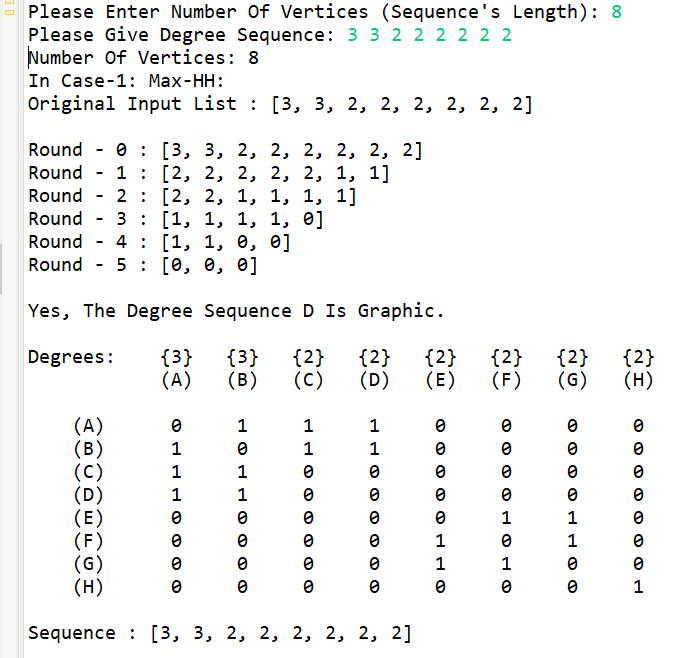 Please Enter Number Of Vertices (Sequence's Length): 8
Please Give Degree Sequence: 3 3 2 2 2 2 2 2
Number Of Vertices: 8
In Case-1: Max-HH:
Original Input List : [3, 3, 2, 2, 2, 2, 2, 2]
Round - 0 : [3, 3, 2, 2, 2, 2, 2, 2]
Round - 1 : [2, 2, 2, 2, 2, 1, 1]
Round - 2 : [2, 2, 1, 1, 1, 1]
Round - 3 : [1, 1, 1, 1, 0]
Round - 4 : [1, 1, 0, 0]
Round - 5 : [0, 0, 0]
Yes, The Degree Sequence D Is Graphic.
Degrees: {3} {3} {2} {2} {2} {2} {2} {2}
(A) (B) (C) (D) (E) (F) (G) (H)
(A) 0 1 1 1 0 0 0 0
(B) 1 0 1 1 0 0 0 0
(C) 1 1 0 0 0 0 0 0
(D) 1 1 0 0 0 0 0 0
(E) 0 0 0 0 0 1 1 0
(F) 0 0 0 0 1 0 1 0
(G) 0 0 0 0 1 1 0 0
(H) 0 0 0 0 0 0 0 1
Sequence : [3, 3, 2, 2, 2, 2, 2, 2]